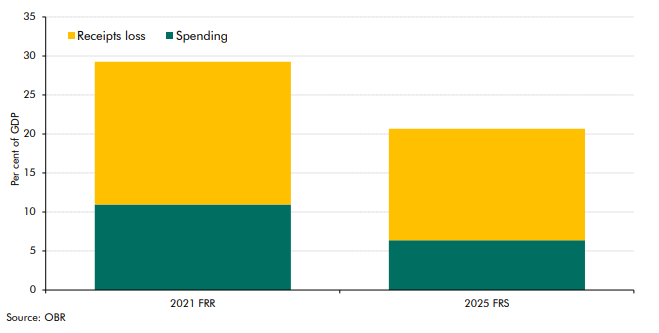 35
Receipts loss
Spending
30
25
20
15
10
5
0
Per cent of GDP
2021 FRR
2025 FRS
Source: OBR